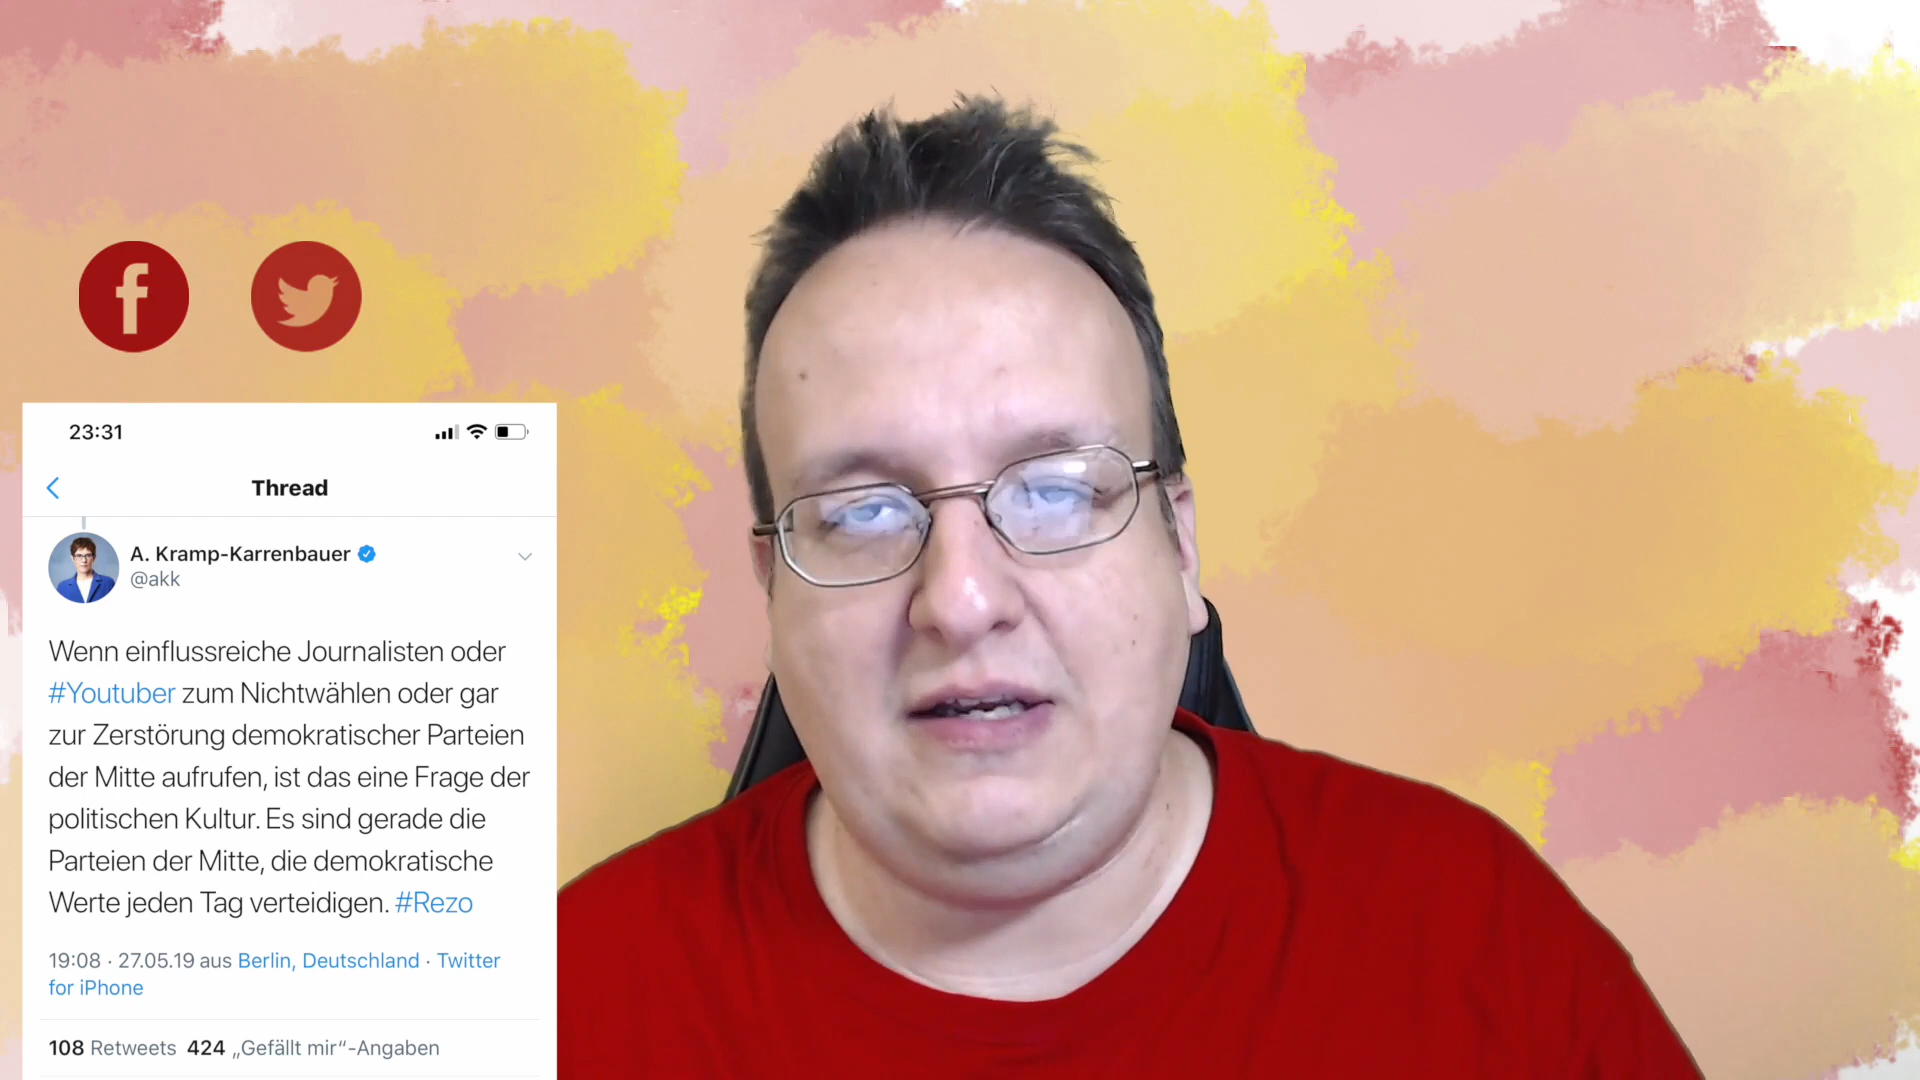 f
23:31
Thread
A. Kramp-Karrenbauer
@akk
Wenn einflussreiche Journalisten oder
#Youtuber zum Nichtwählen oder gar
zur Zerstörung demokratischer Parteien
der Mitte aufrufen, ist das eine Frage der
politischen Kultur. Es sind gerade die
Parteien der Mitte, die demokratische
Werte jeden Tag verteidigen. #Rezo
19:08 · 27.05.19 aus Berlin, Deutschland · Twitter
for iPhone
108 Retweets 424 „Gefällt mir“-Angaben